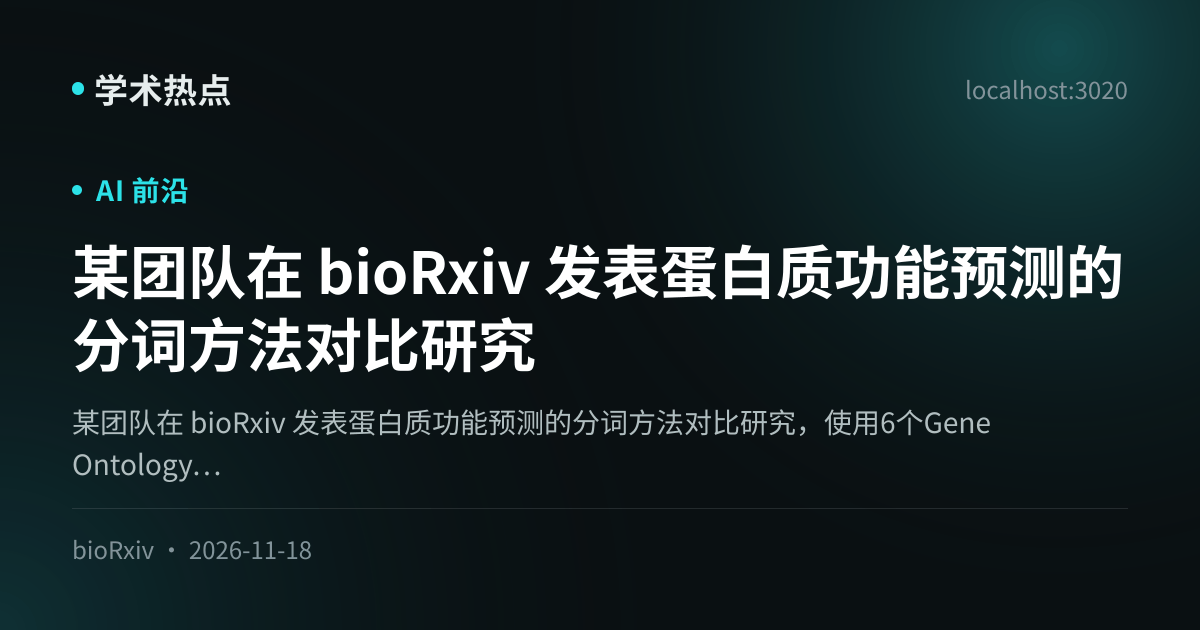 学术热点
localhost:3020
AI 前沿
某团队在 bioRxiv 发表蛋白质功能预测的
分词方法对比研究
某团队在 bioRxiv 发表蛋白质功能预测的分词方法对比研究，使用6个Gene
Ontology…
bioRxiv · 2026-11-18